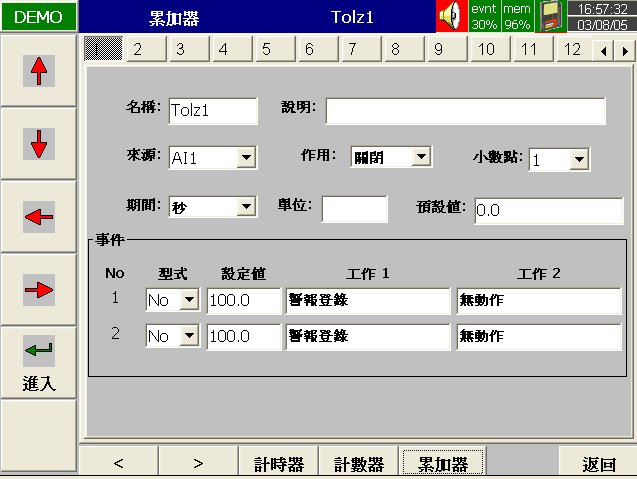 DEMO 累加器 Tolz1 evnt mem 16:57:32
30% 96% 03/08/05
1 2 3 4 5 6 7 8 9 10 11 12
名稱: Tolz1 說明:
來源: AI1 作用: 關閉 小數點: 1
期間: 秒 單位: 預設值: 0.0
事件
No 型式 設定值 工作 1 工作 2
1 No 100.0 警報登錄 無動作
2 No 100.0 警報登錄 無動作
進入
< > 計時器 計數器 累加器 返回